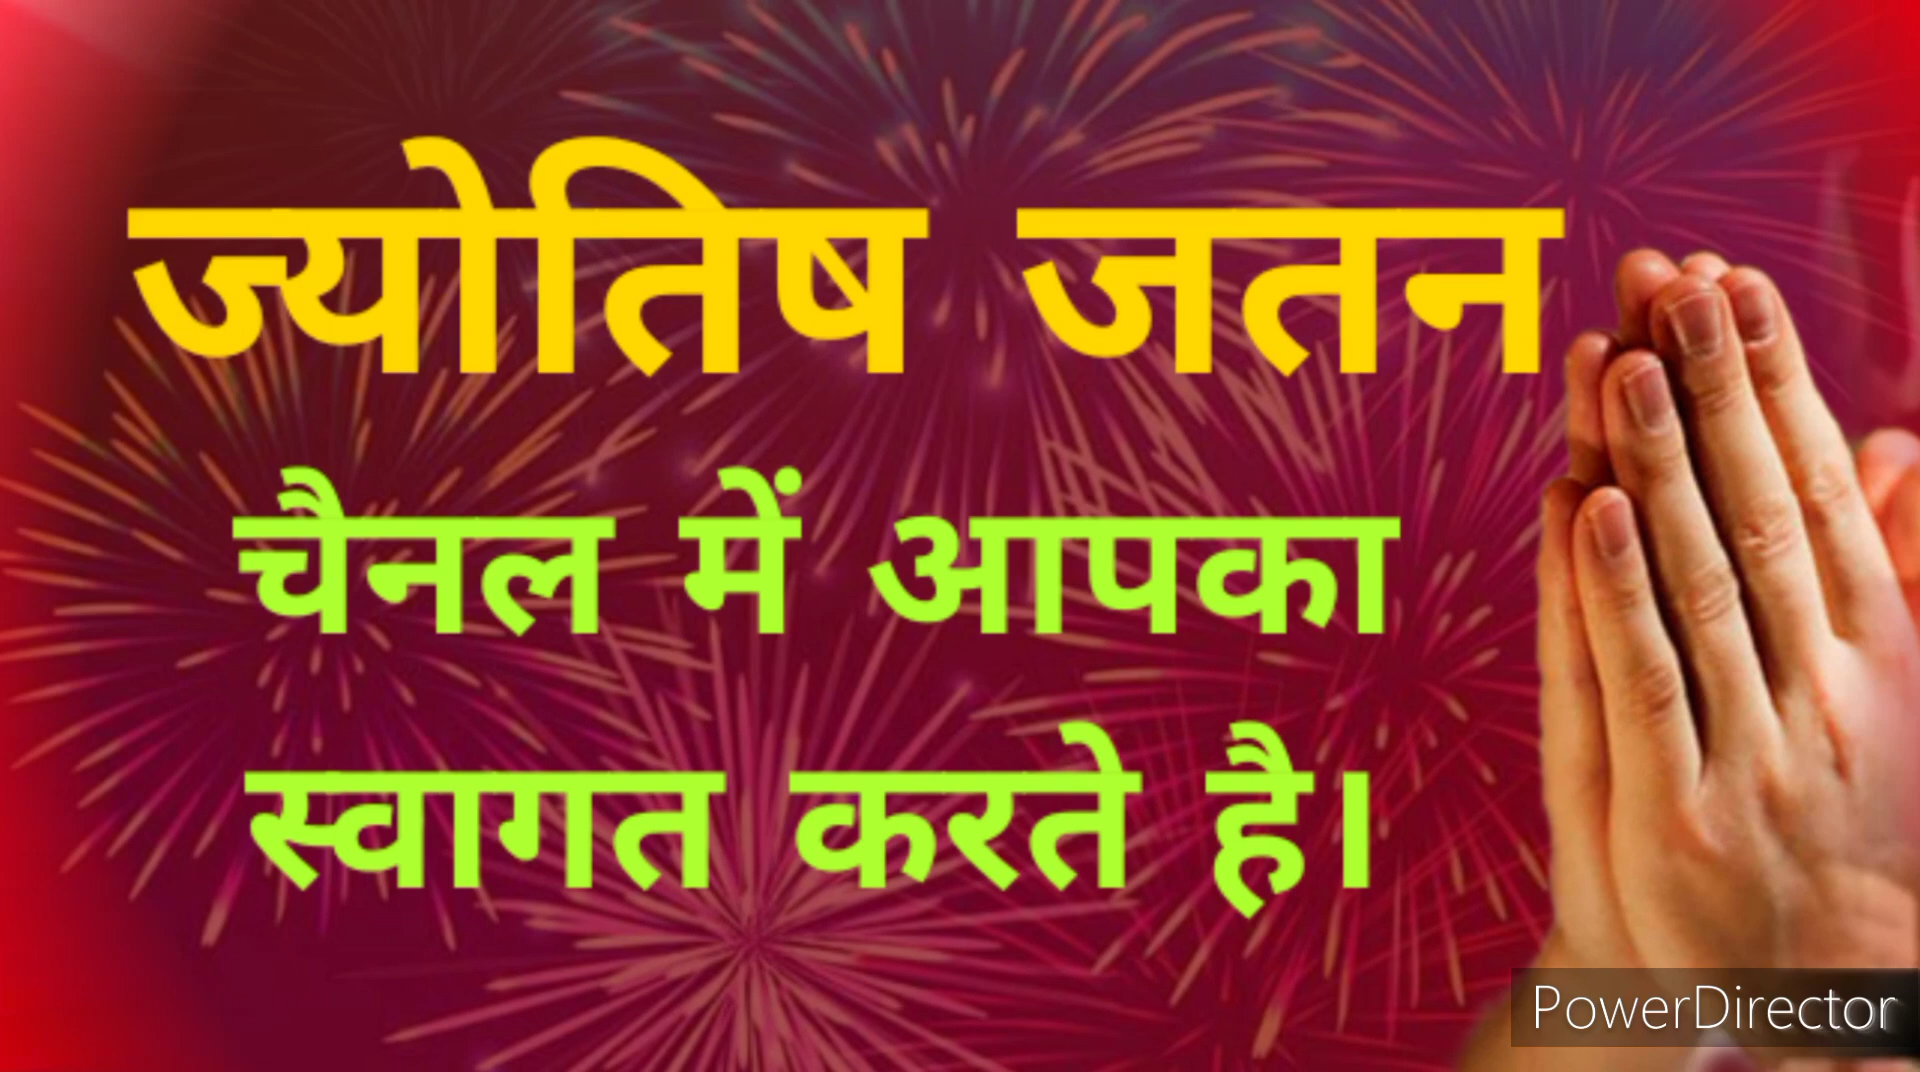 ज्योतिष जतन
चैनल में आपका
स्वागत करते है।
PowerDirector